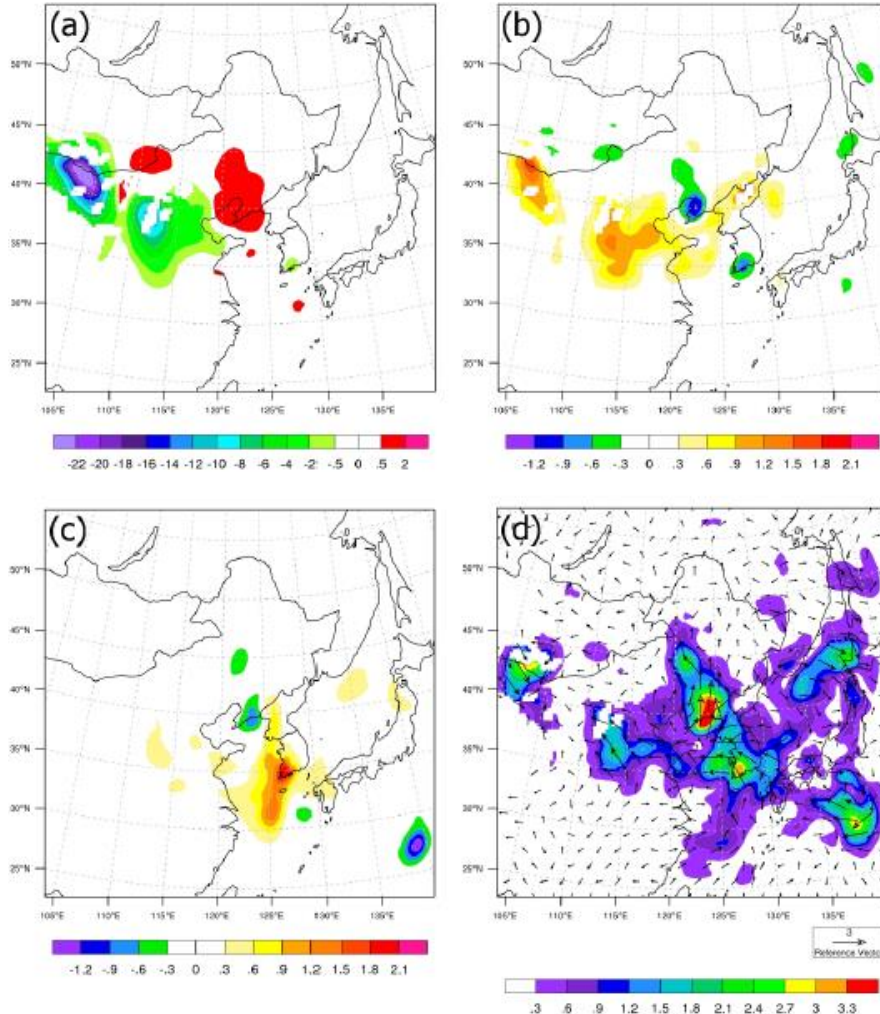 (a)
50°N
45°N
40°N
35°N
30°N
25°N
105°E 110°E 115°E 120°E 125°E 130°E 135°E
-22 -20 -18 -16 -14 -12 -10 -8 -6 -4 -2 -.5 0 .5 2
(b)
50°N
45°N
40°N
35°N
30°N
25°N
105°E 110°E 115°E 120°E 125°E 130°E 135°E
-1.2 -.9 -.6 -.3 0 .3 .6 .9 1.2 1.5 1.8 2.1
(c)
50°N
45°N
40°N
35°N
30°N
25°N
105°E 110°E 115°E 120°E 125°E 130°E 135°E
-1.2 -.9 -.6 -.3 0 .3 .6 .9 1.2 1.5 1.8 2.1
(d)
50°N
45°N
40°N
35°N
30°N
25°N
105°E 110°E 115°E 120°E 125°E 130°E 135°E
3
Reference Vector
.3 .6 .9 1.2 1.5 1.8 2.1 2.4 2.7 3 3.3